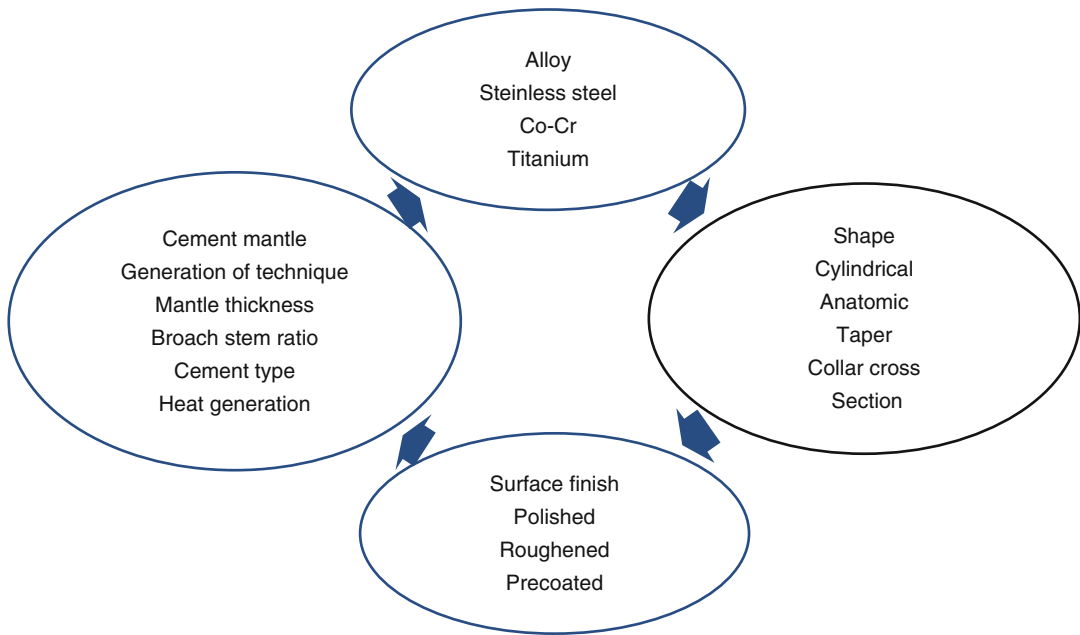 Alloy
Steinless steel
Co-Cr
Titanium
Cement mantle
Generation of technique
Mantle thickness
Broach stem ratio
Cement type
Heat generation
Shape
Cylindrical
Anatomic
Taper
Collar cross
Section
Surface finish
Polished
Roughened
Precoated